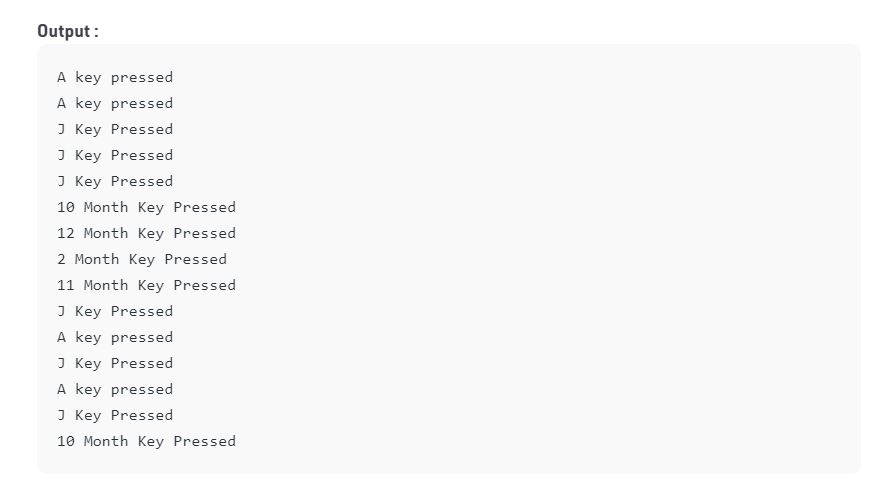 Output :
A key pressed
A key pressed
J Key Pressed
J Key Pressed
J Key Pressed
10 Month Key Pressed
12 Month Key Pressed
2 Month Key Pressed
11 Month Key Pressed
J Key Pressed
A key pressed
J Key Pressed
A key pressed
J Key Pressed
10 Month Key Pressed